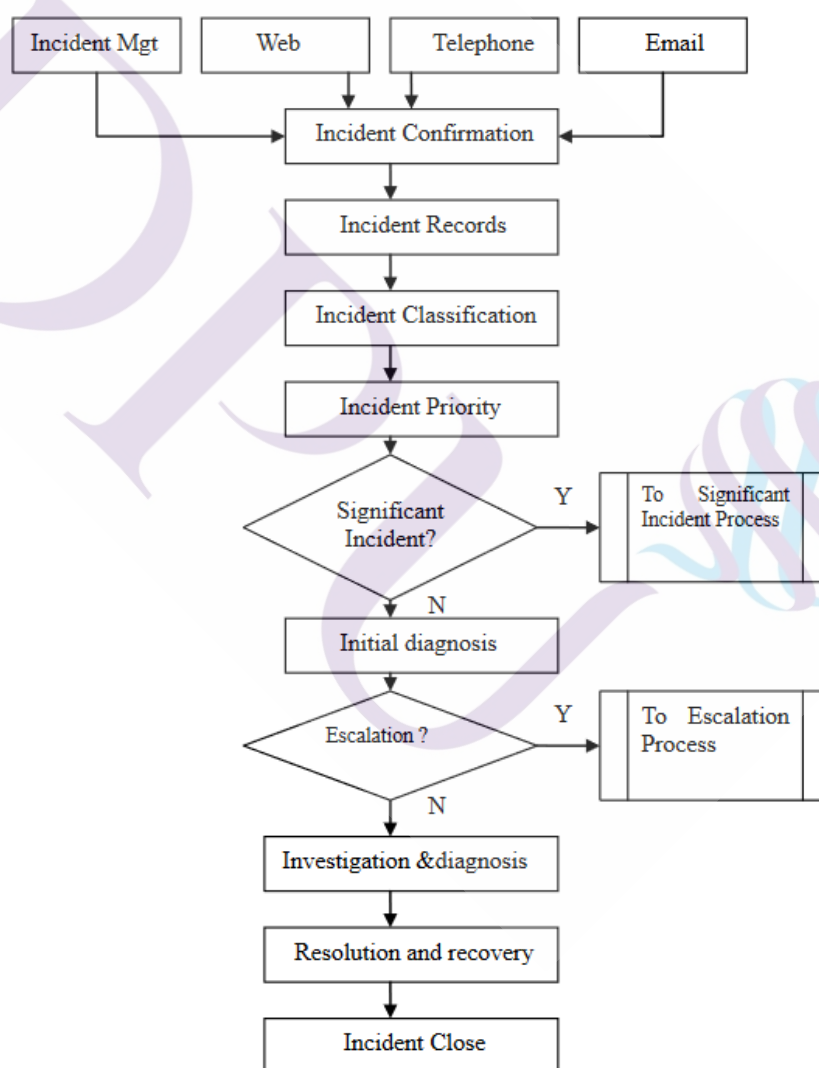 Incident Mgt
Web
Telephone
Email
Incident Confirmation
Incident Records
Incident Classification
Incident Priority
Significant
Incident?
Y
To Significant
Incident Process
N
Initial diagnosis
Escalation ?
Y
To Escalation
Process
N
Investigation &diagnosis
Resolution and recovery
Incident Close